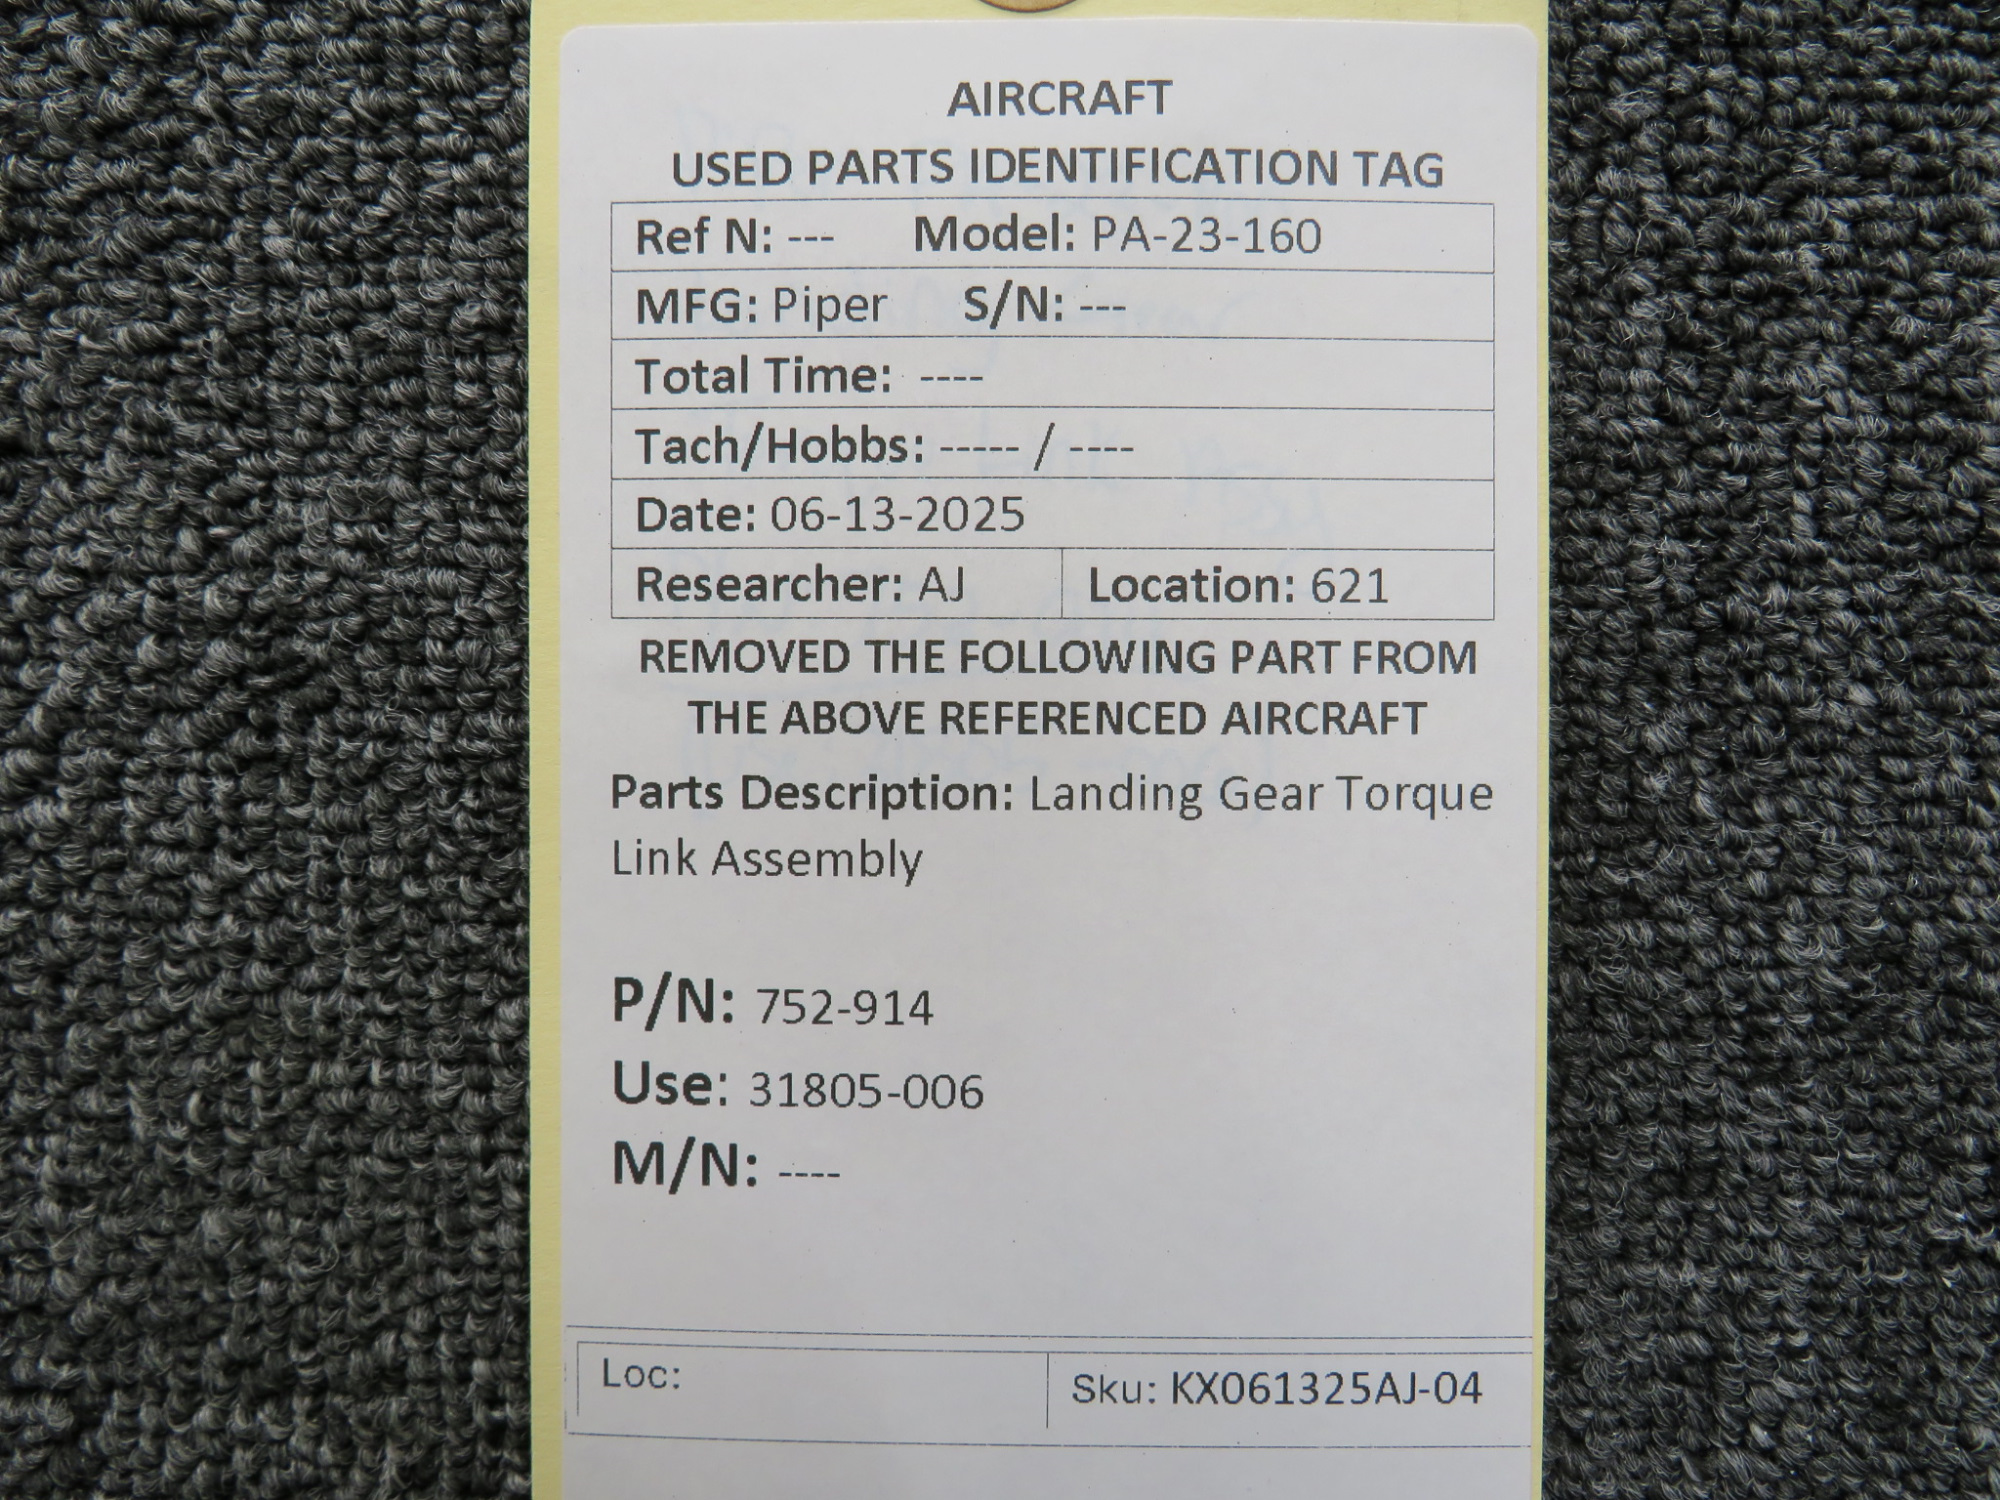 AIRCRAFT
USED PARTS IDENTIFICATION TAG
Ref N: --- Model: PA-23-160
MFG: Piper S/N: ---
Total Time: ----
Tach/Hobbs: ----- / ----
Date: 06-13-2025
Researcher: AJ Location: 621
REMOVED THE FOLLOWING PART FROM
THE ABOVE REFERENCED AIRCRAFT
Parts Description: Landing Gear Torque
Link Assembly
P/N: 752-914
Use: 31805-006
M/N: ----
Loc: Sku: KX061325AJ-04